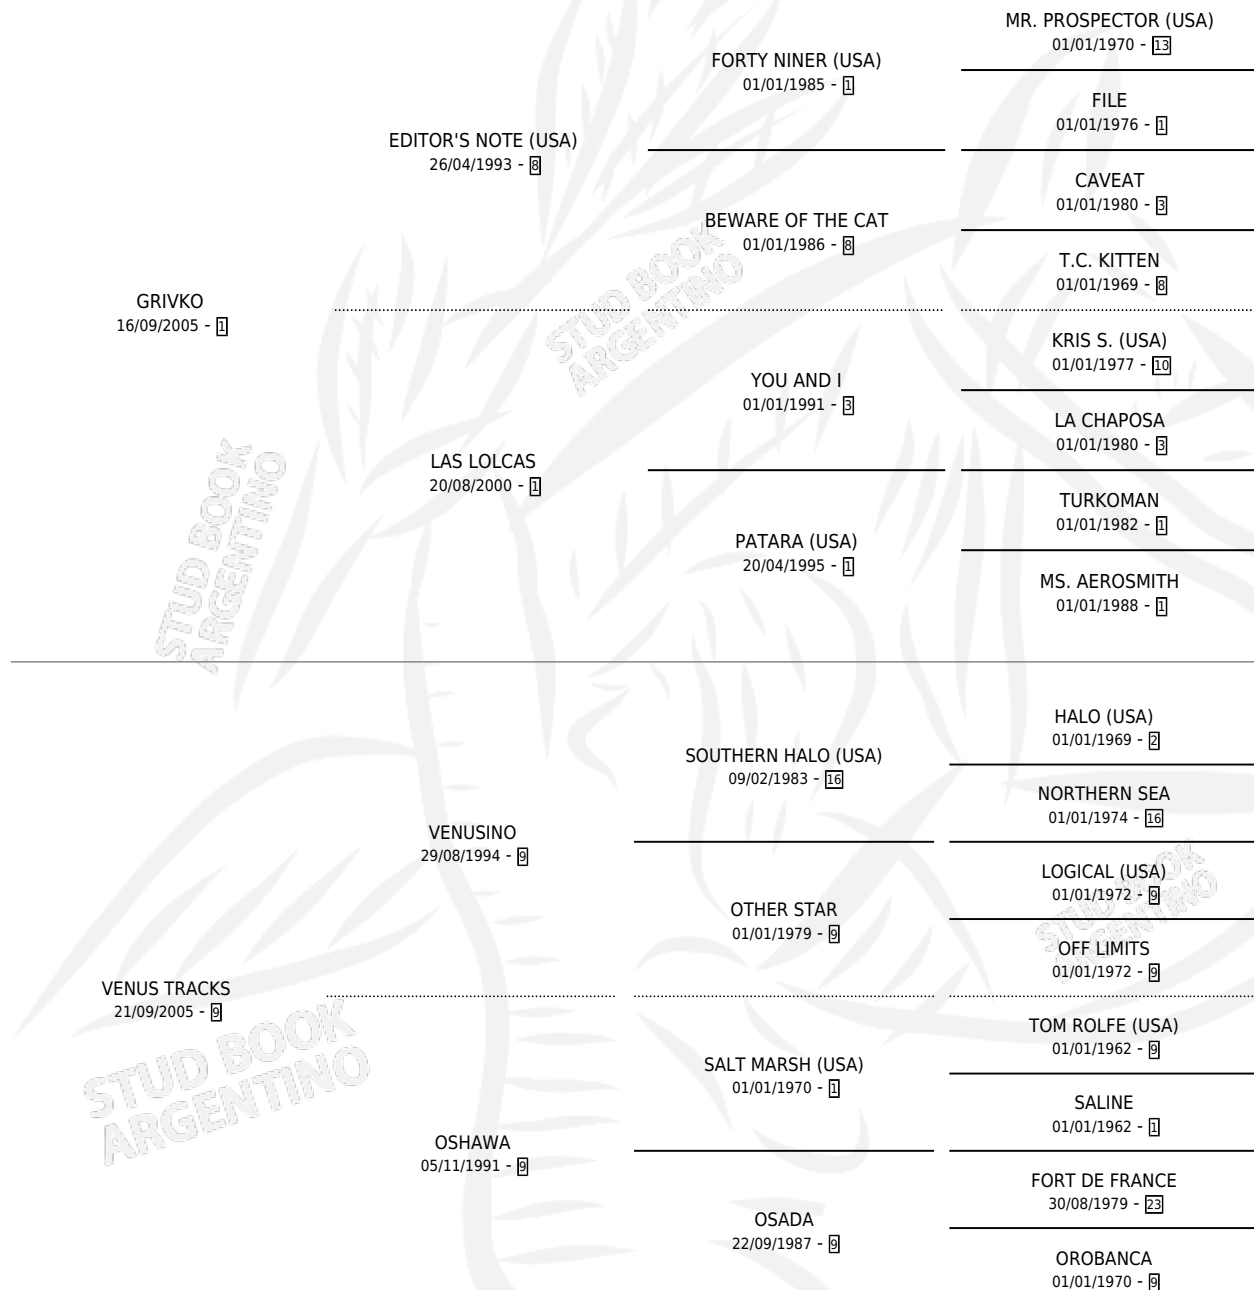 MR. PROSPECTOR (USA)
01/01/1970 - 13
FORTY NINER (USA)
01/01/1985 - 1
FILE
01/01/1976 - 1
EDITOR'S NOTE (USA)
26/04/1993 - 8
CAVEAT
01/01/1980 - 3
BEWARE OF THE CAT
01/01/1986 - 8
T.C. KITTEN
01/01/1969 - 8
GRIVKO
16/09/2005 - 1
STUD BOOK
ARGENTINO
KRIS S. (USA)
01/01/1977 - 10
YOU AND I
01/01/1991 - 3
LA CHAPOSA
01/01/1980 - 3
LAS LOLCAS
20/08/2000 - 1
TURKOMAN
01/01/1982 - 1
PATARA (USA)
20/04/1995 - 1
MS. AEROSMITH
01/01/1988 - 1
STUD BOOK
ARGENTINO
HALO (USA)
01/01/1969 - 2
SOUTHERN HALO (USA)
09/02/1983 - 16
NORTHERN SEA
01/01/1974 - 16
VENUSINO
29/08/1994 - 9
LOGICAL (USA)
01/01/1972 - 9
OTHER STAR
01/01/1979 - 9
OFF LIMITS
01/01/1972 - 9
STUD BOOK
ARGENTINO
VENUS TRACKS
21/09/2005 - 9
STUD BOOK
ARGENTINO
TOM ROLFE (USA)
01/01/1962 - 9
SALT MARSH (USA)
01/01/1970 - 1
SALINE
01/01/1962 - 1
OSHAWA
05/11/1991 - 9
FORT DE FRANCE
30/08/1979 - 23
OSADA
22/09/1987 - 9
OROBANCA
01/01/1970 - 9